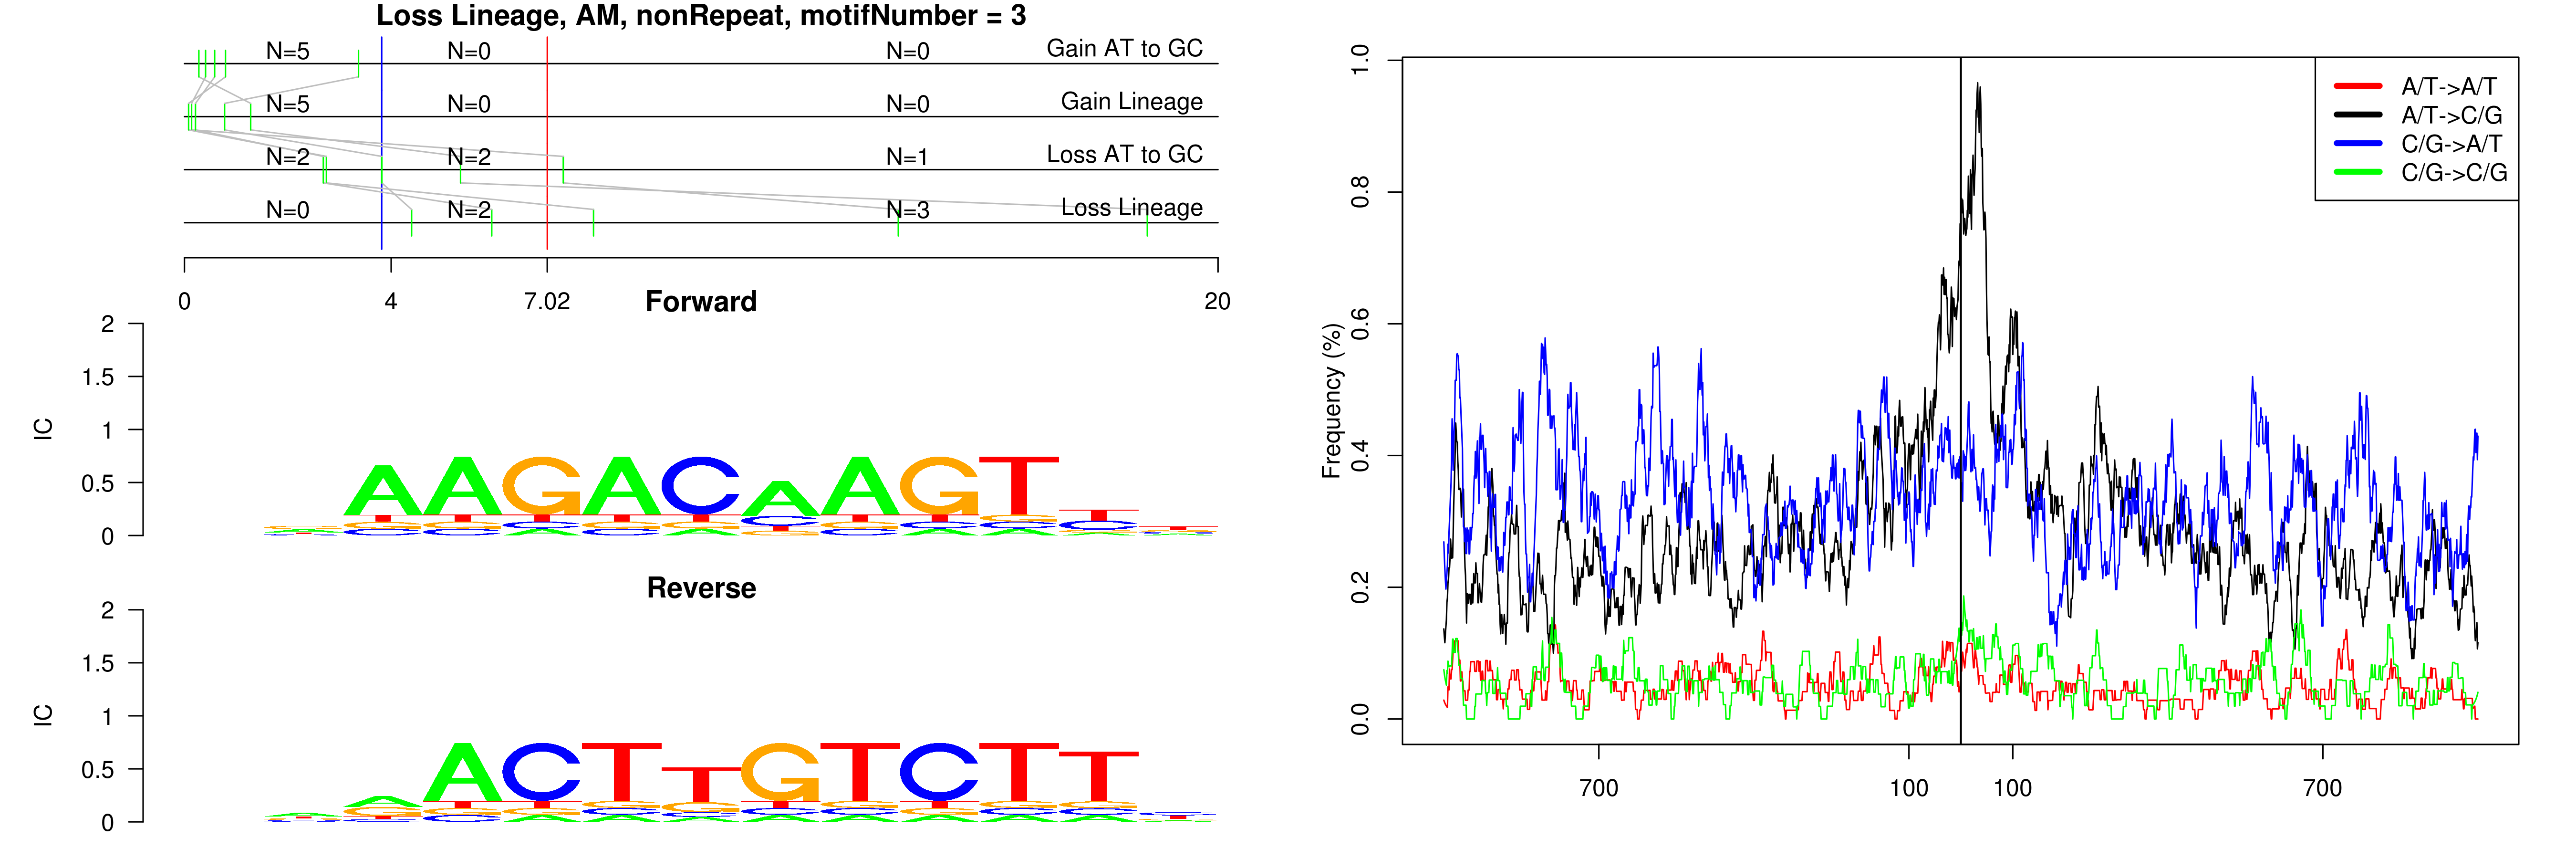 Loss Lineage, AM, nonRepeat, motifNumber = 3
N=5 N=0 N=0 Gain AT to GC
N=5 N=0 N=0 Gain Lineage
N=2 N=2 N=1 Loss AT to GC
N=0 N=2 N=3 Loss Lineage
0 4 7.02 20
Forward
2
1.5
1
0.5
0
IC
AAGACAAGTT
Reverse
2
1.5
1
0.5
0
IC
AACTTGTCTT
1.0
0.8
0.6
0.4
0.2
0.0
Frequency (%)
A/T->A/T
A/T->C/G
C/G->A/T
C/G->C/G
700 100 100 700